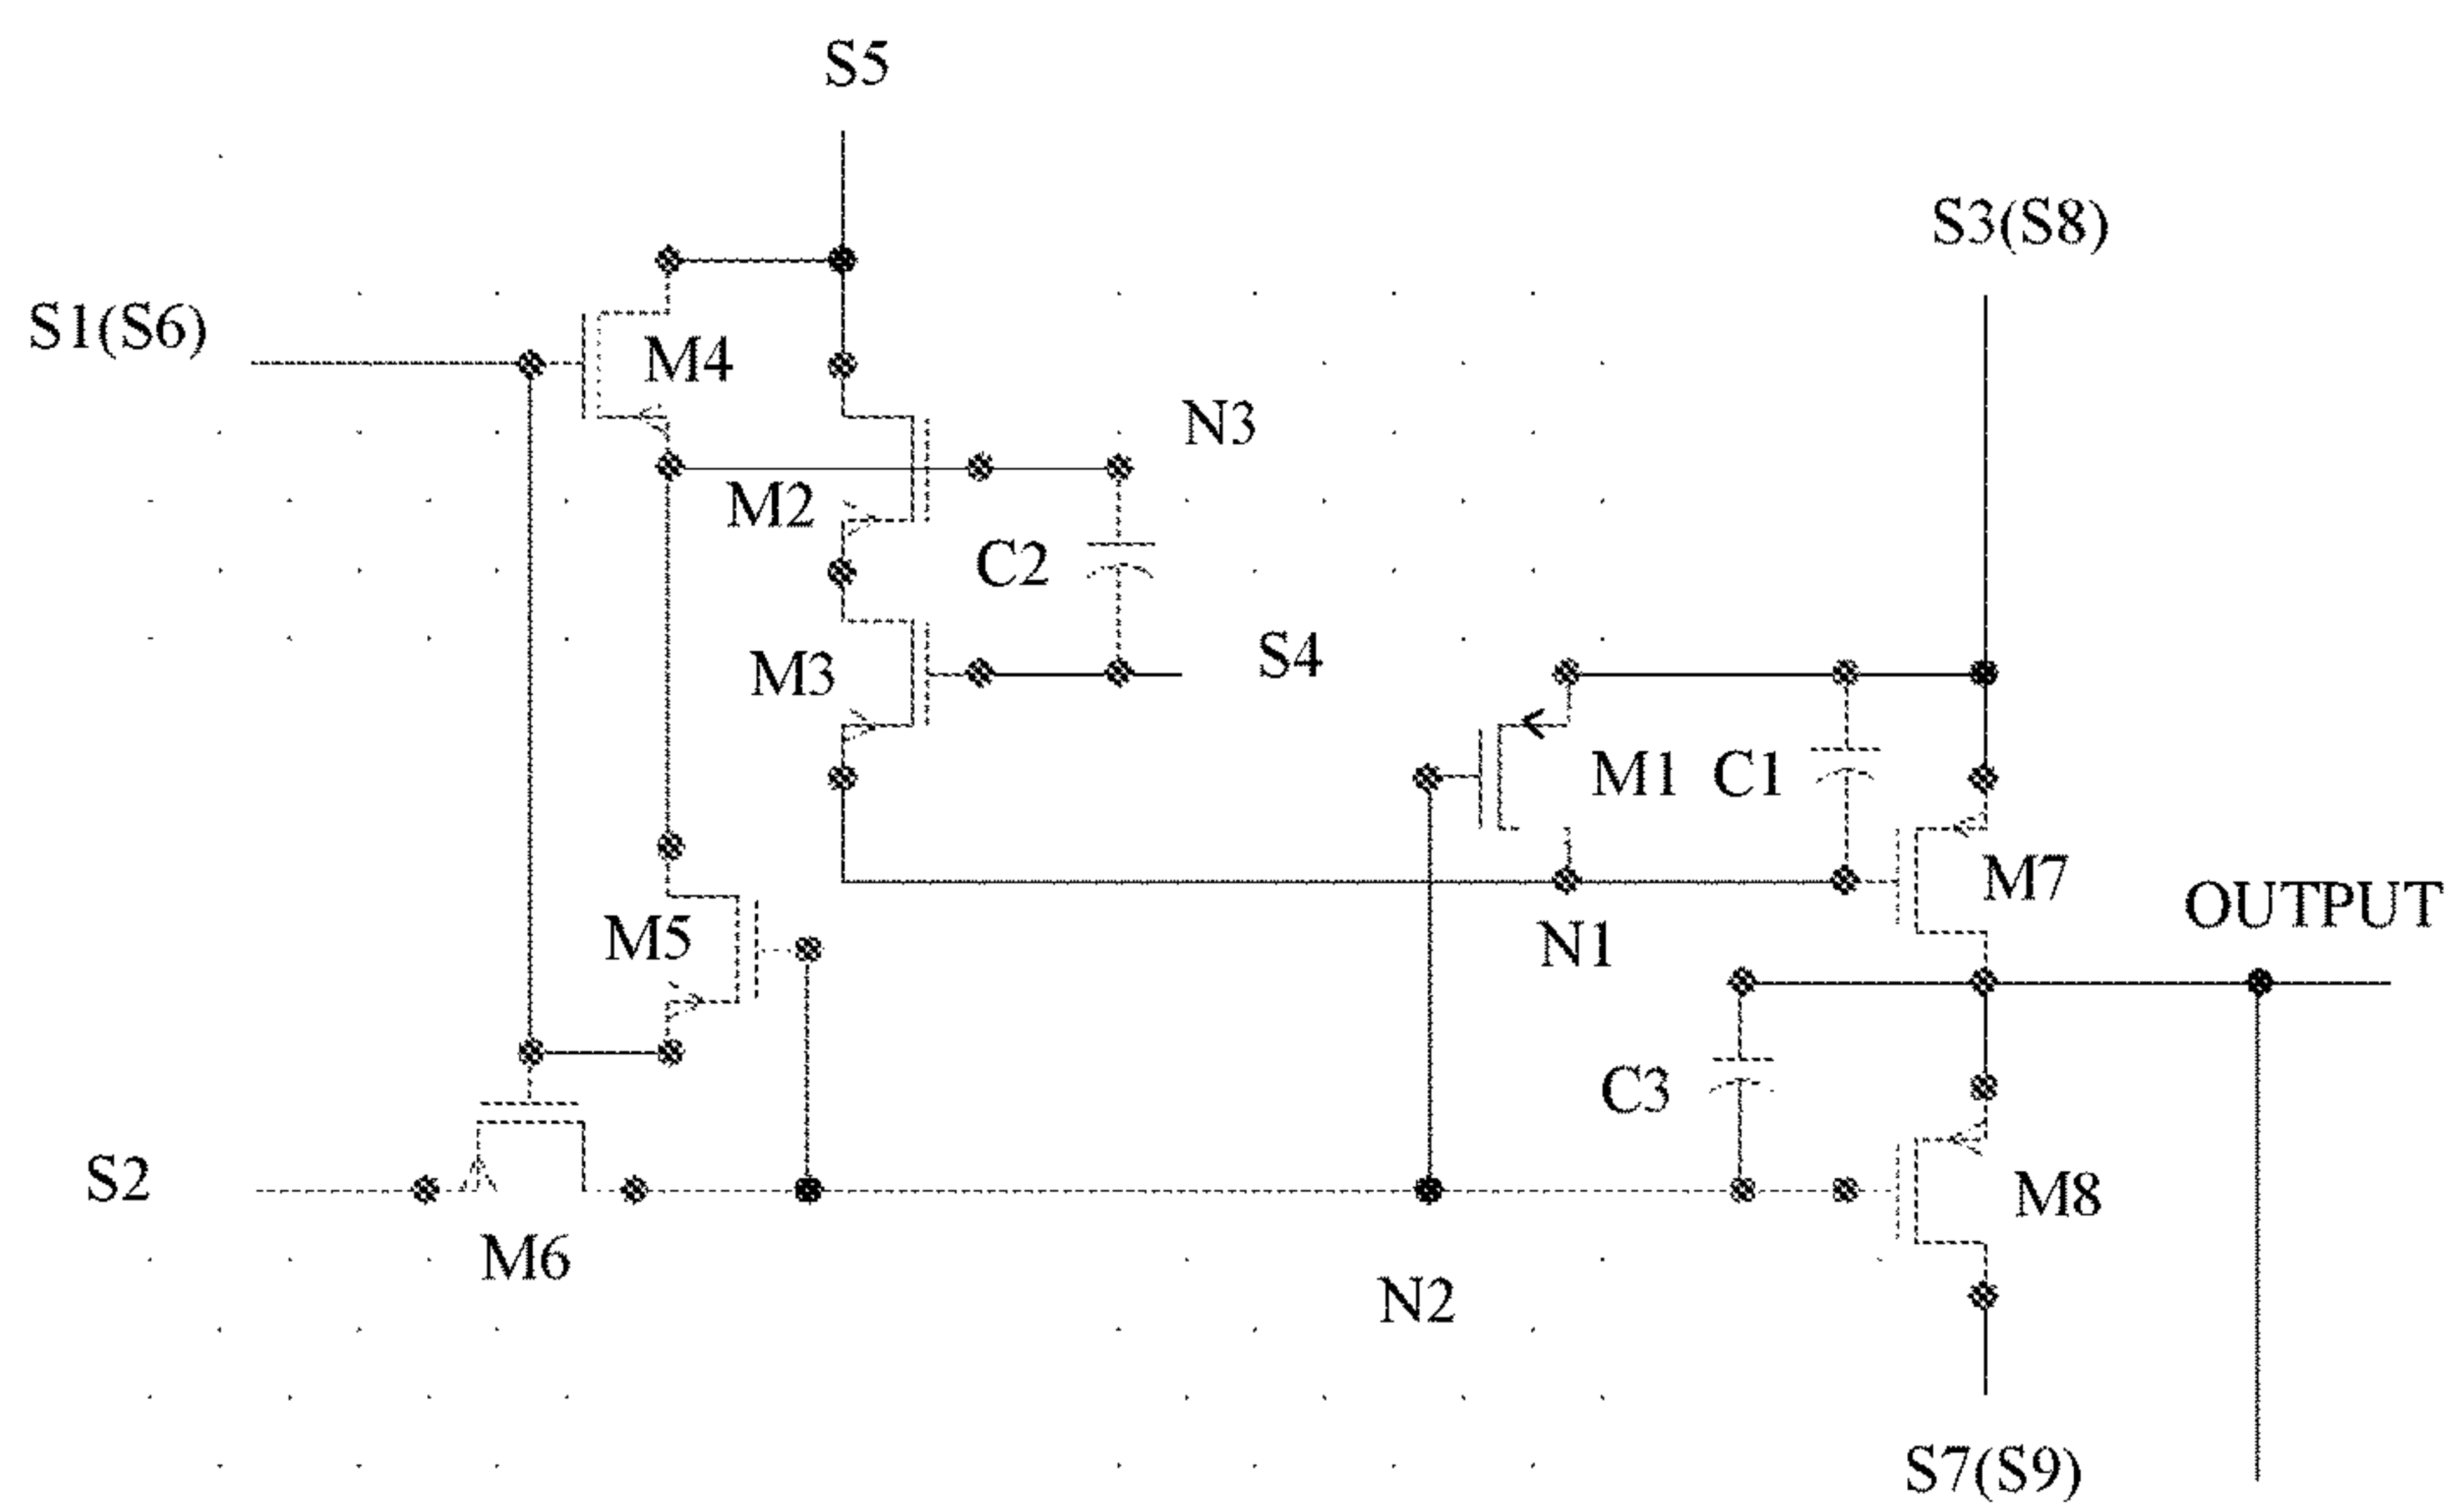 S5
S3(S8)
S1(S6)
M4
N3
M2
C2
S4
M3
M1
C1
M7
OUTPUT
M5
N1
C3
S2
M8
M6
N2
S7(S9)